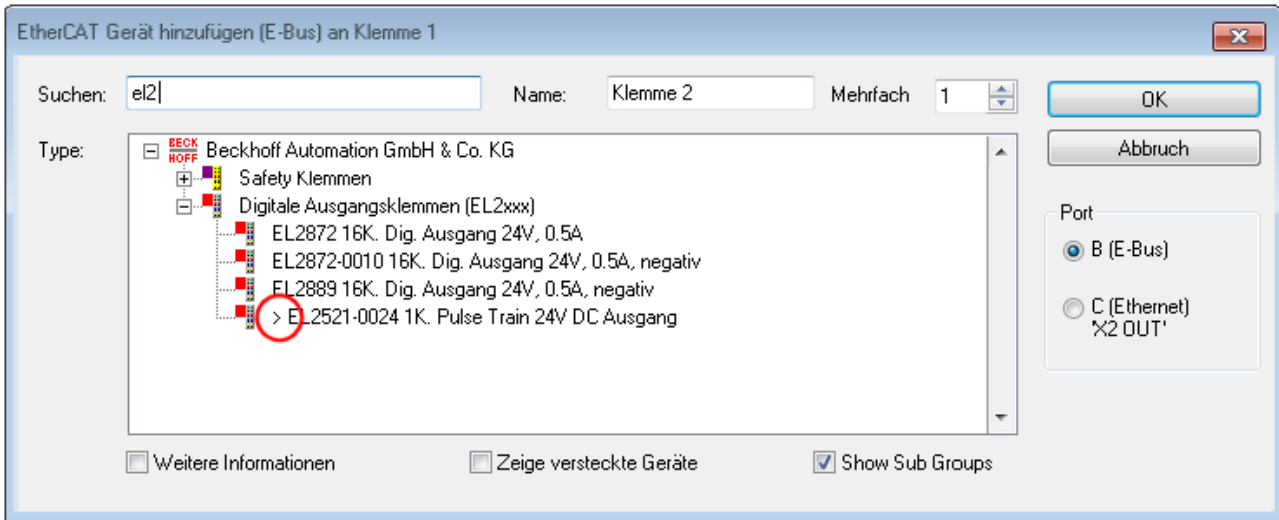 EtherCAT Gerät hinzufügen (E-Bus) an Klemme 1
Suchen: el2 Name: Klemme 2 Mehrfach 1 OK
Type: BECKHOFF Beckhoff Automation GmbH & Co. KG Abbruch
Safety Klemmen
Digitale Ausgangsklemmen (EL2xxx) Port
EL2872 16K. Dig. Ausgang 24V, 0.5A B (E-Bus)
EL2872-0010 16K. Dig. Ausgang 24V, 0.5A, negativ
EL2889 16K. Dig. Ausgang 24V, 0.5A, negativ C (Ethernet)
> EL2521-0024 1K. Pulse Train 24V DC Ausgang 'X2 OUT'
Weitere Informationen Zeige versteckte Geräte Show Sub Groups